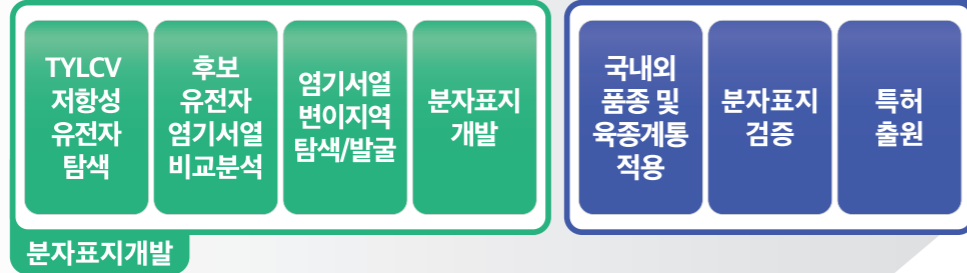 TYLCV
저항성
유전자
탐색
후보
유전자
염기서열
비교분석
염기서열
변이지역
탐색/발굴
분자표지
개발
국내외
품종 및
육종계통
적용
분자표지
검증
특허
출원
분자표지개발